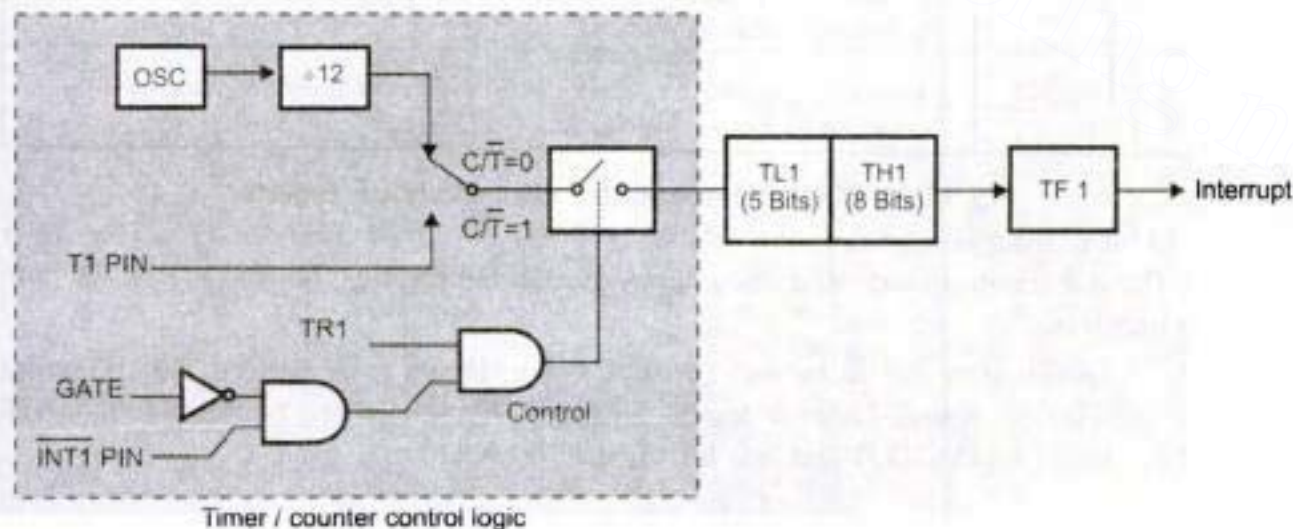 OSC
÷12
C/T̅=0
C/T̅=1
TL1
(5 Bits)
TH1
(8 Bits)
TF 1
Interrupt
T1 PIN
TR1
GATE
Control
I̅N̅T̅1̅ PIN
Timer / counter control logic